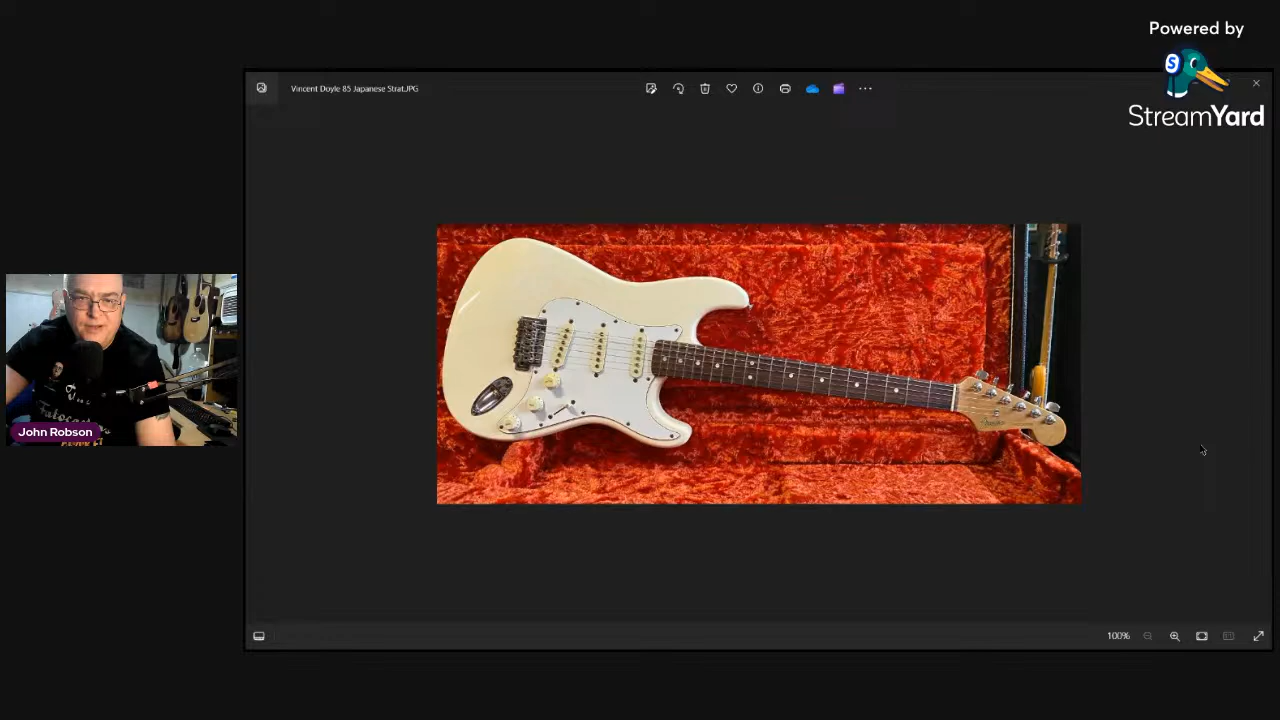 Powered by
S
StreamYard
Vincent Doyle 85 Japanese Strat.JPG
John Robson
100%